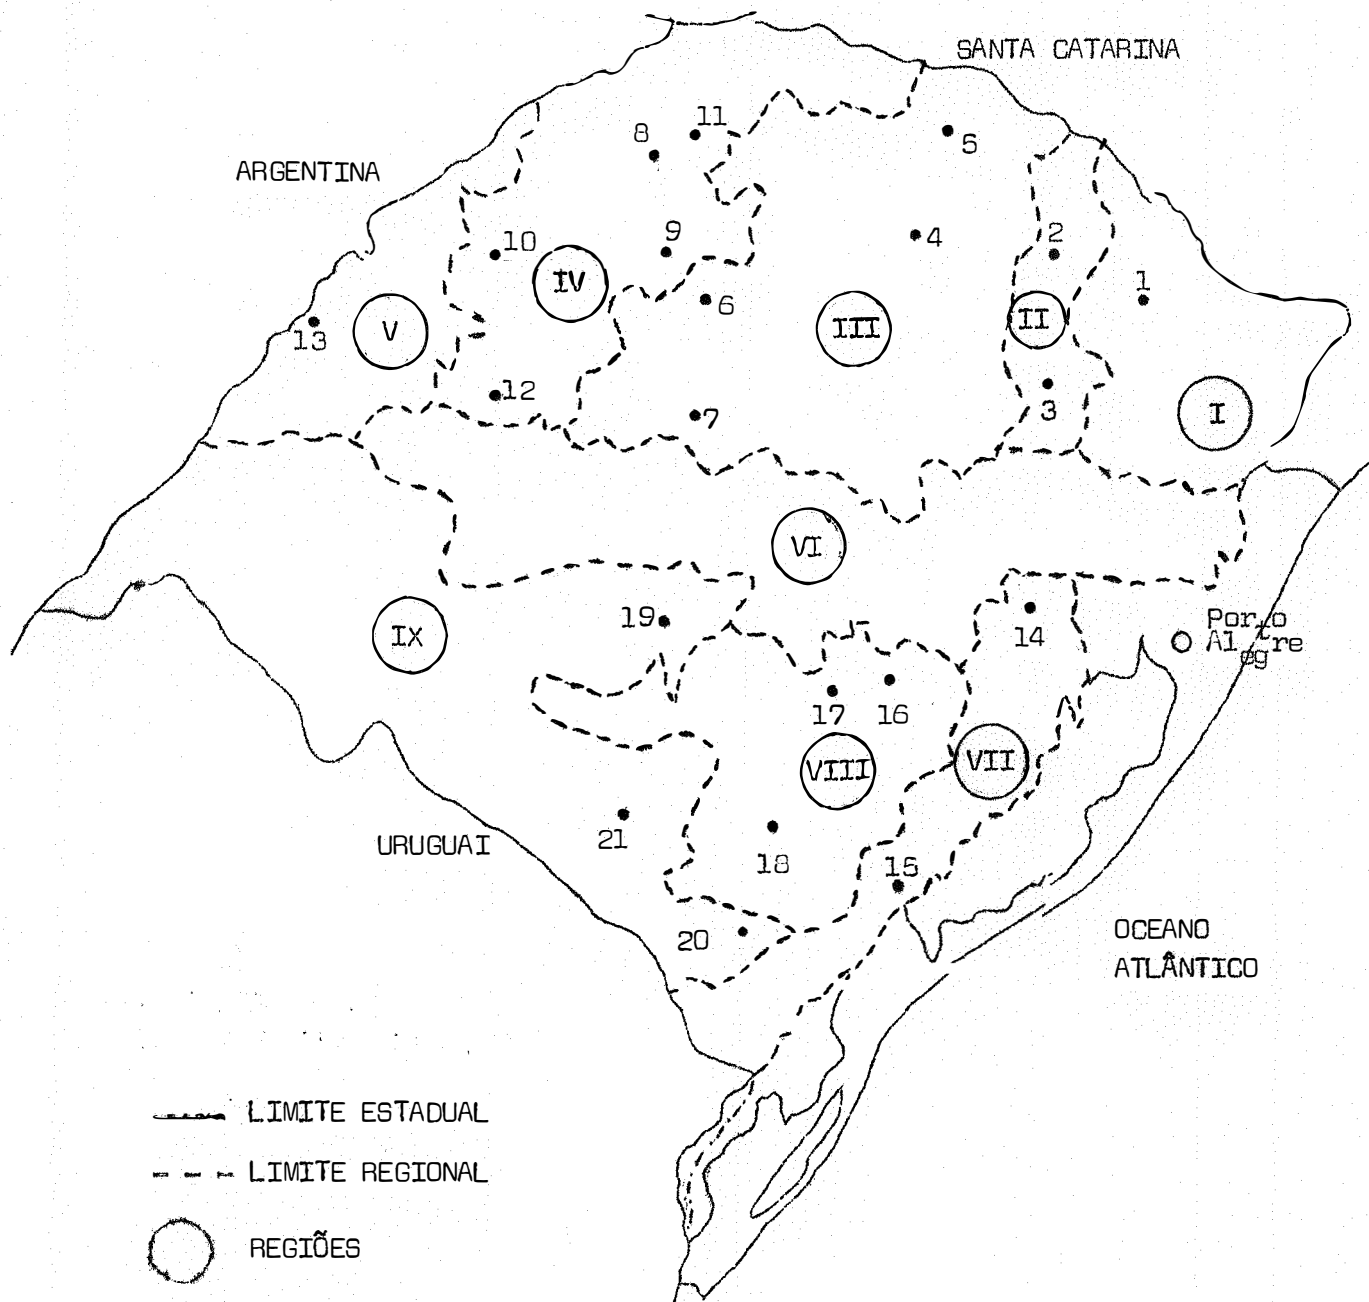 SANTA CATARINA
ARGENTINA
11
8
5
10
9
4
2
1
IV
6
13
V
III
II
12
7
3
I
VI
IX
19
14
Porto
Alegre
17
16
VIII
VII
21
URUGUAI
18
15
20
OCEANO
ATLÂNTICO
LIMITE ESTADUAL
LIMITE REGIONAL
REGIÕES